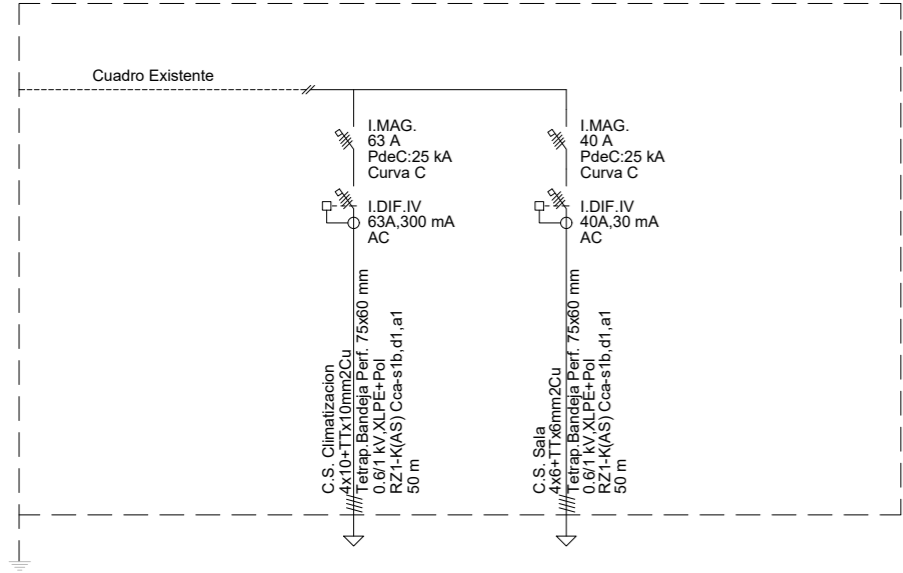 Cuadro Existente
I.MAG.
63 A
PdeC:25 kA
Curva C
I.DIF.IV
63A,300 mA
AC
C.S. Climatizacion
4x10+TTx10mm2Cu
Tetrap.Bandeja Perf. 75x60 mm
0.6/1 kV,XLPE+Pol
RZ1-K(AS) Cca-s1b,d1,a1
50 m
I.MAG.
40 A
PdeC:25 kA
Curva C
I.DIF.IV
40A,30 mA
AC
C.S. Sala
4x6+TTx6mm2Cu
Tetrap.Bandeja Perf. 75x60 mm
0.6/1 kV,XLPE+Pol
RZ1-K(AS) Cca-s1b,d1,a1
50 m